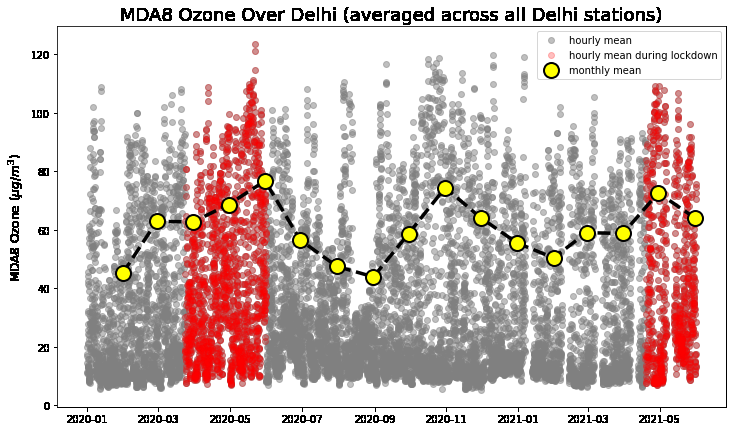 MDA8 Ozone Over Delhi (averaged across all Delhi stations)
hourly mean
hourly mean during lockdown
monthly mean
MDA8 Ozone (μg/m³)
120
100
80
60
40
20
0
2020-01 2020-03 2020-05 2020-07 2020-09 2020-11 2021-01 2021-03 2021-05